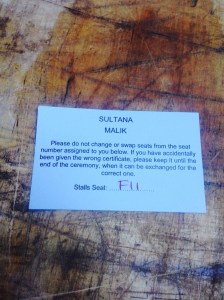 SULTANA
MALIK
Please do not change or swap seats from the seat
number assigned to you below. If you have accidentally
been given the wrong certificate, please keep it until the
end of the ceremony, when it can be exchanged for the
correct one.
Stalls Seat: F11